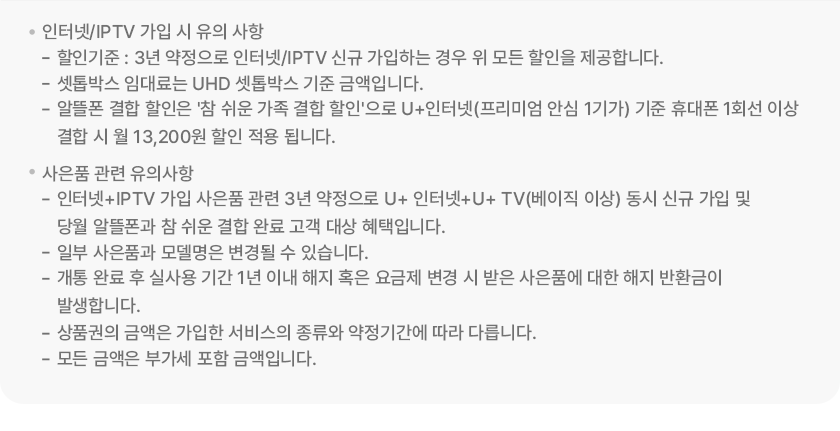 • 인터넷/IPTV 가입 시 유의 사항
– 할인기준 : 3년 약정으로 인터넷/IPTV 신규 가입하는 경우 위 모든 할인을 제공합니다.
– 셋톱박스 임대료는 UHD 셋톱박스 기준 금액입니다.
– 알뜰폰 결합 할인은 '참 쉬운 가족 결합 할인'으로 U+인터넷(프리미엄 안심 1기가) 기준 휴대폰 1회선 이상
결합 시 월 13,200원 할인 적용 됩니다.
• 사은품 관련 유의사항
– 인터넷+IPTV 가입 사은품 관련 3년 약정으로 U+ 인터넷+U+ TV(베이직 이상) 동시 신규 가입 및
당월 알뜰폰과 참 쉬운 결합 완료 고객 대상 혜택입니다.
– 일부 사은품과 모델명은 변경될 수 있습니다.
– 개통 완료 후 실사용 기간 1년 이내 해지 혹은 요금제 변경 시 받은 사은품에 대한 해지 반환금이
발생합니다.
– 상품권의 금액은 가입한 서비스의 종류와 약정기간에 따라 다릅니다.
– 모든 금액은 부가세 포함 금액입니다.